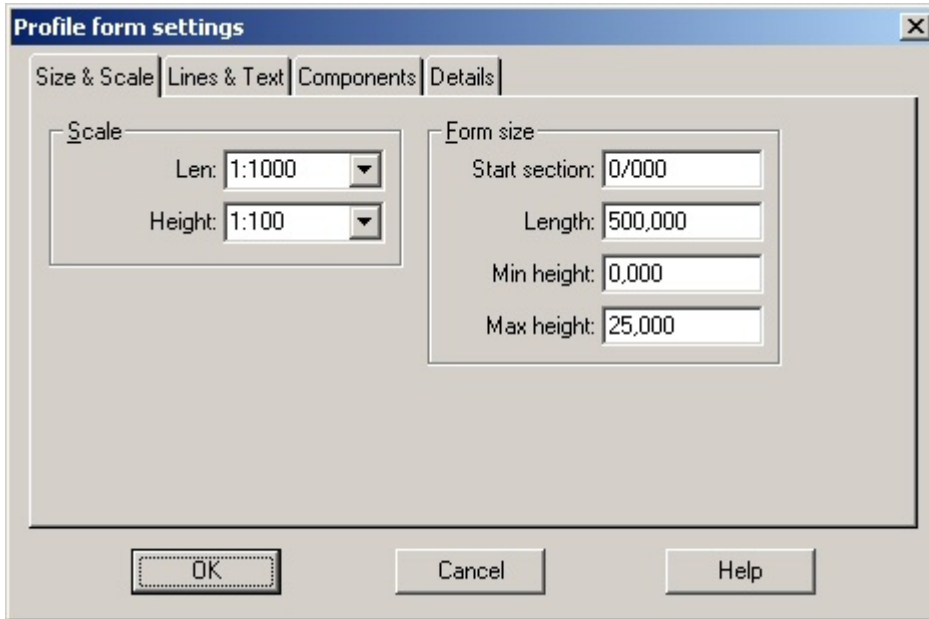 Profile form settings
Size & Scale Lines & Text Components Details
Scale
Len: 1:1000
Height: 1:100
Form size
Start section: 0/000
Length: 500,000
Min height: 0,000
Max height: 25,000
OK Cancel Help